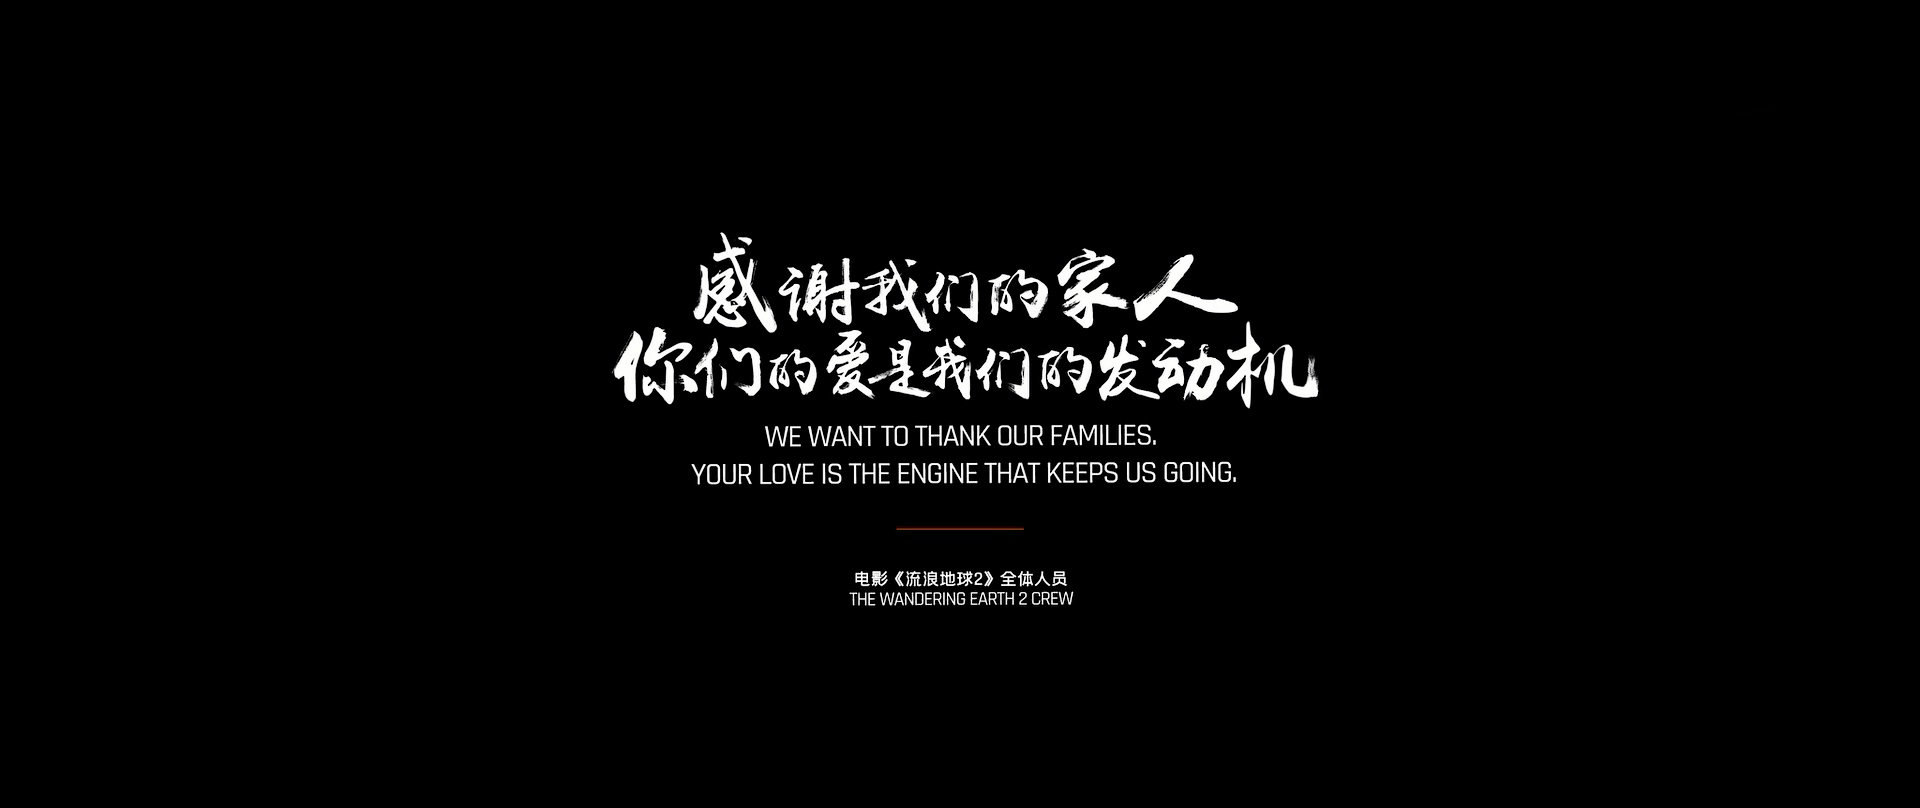 感谢我们的家人
你们的爱是我们的发动机
WE WANT TO THANK OUR FAMILIES.
YOUR LOVE IS THE ENGINE THAT KEEPS US GOING.
电影《流浪地球2》全体人员
THE WANDERING EARTH 2 CREW